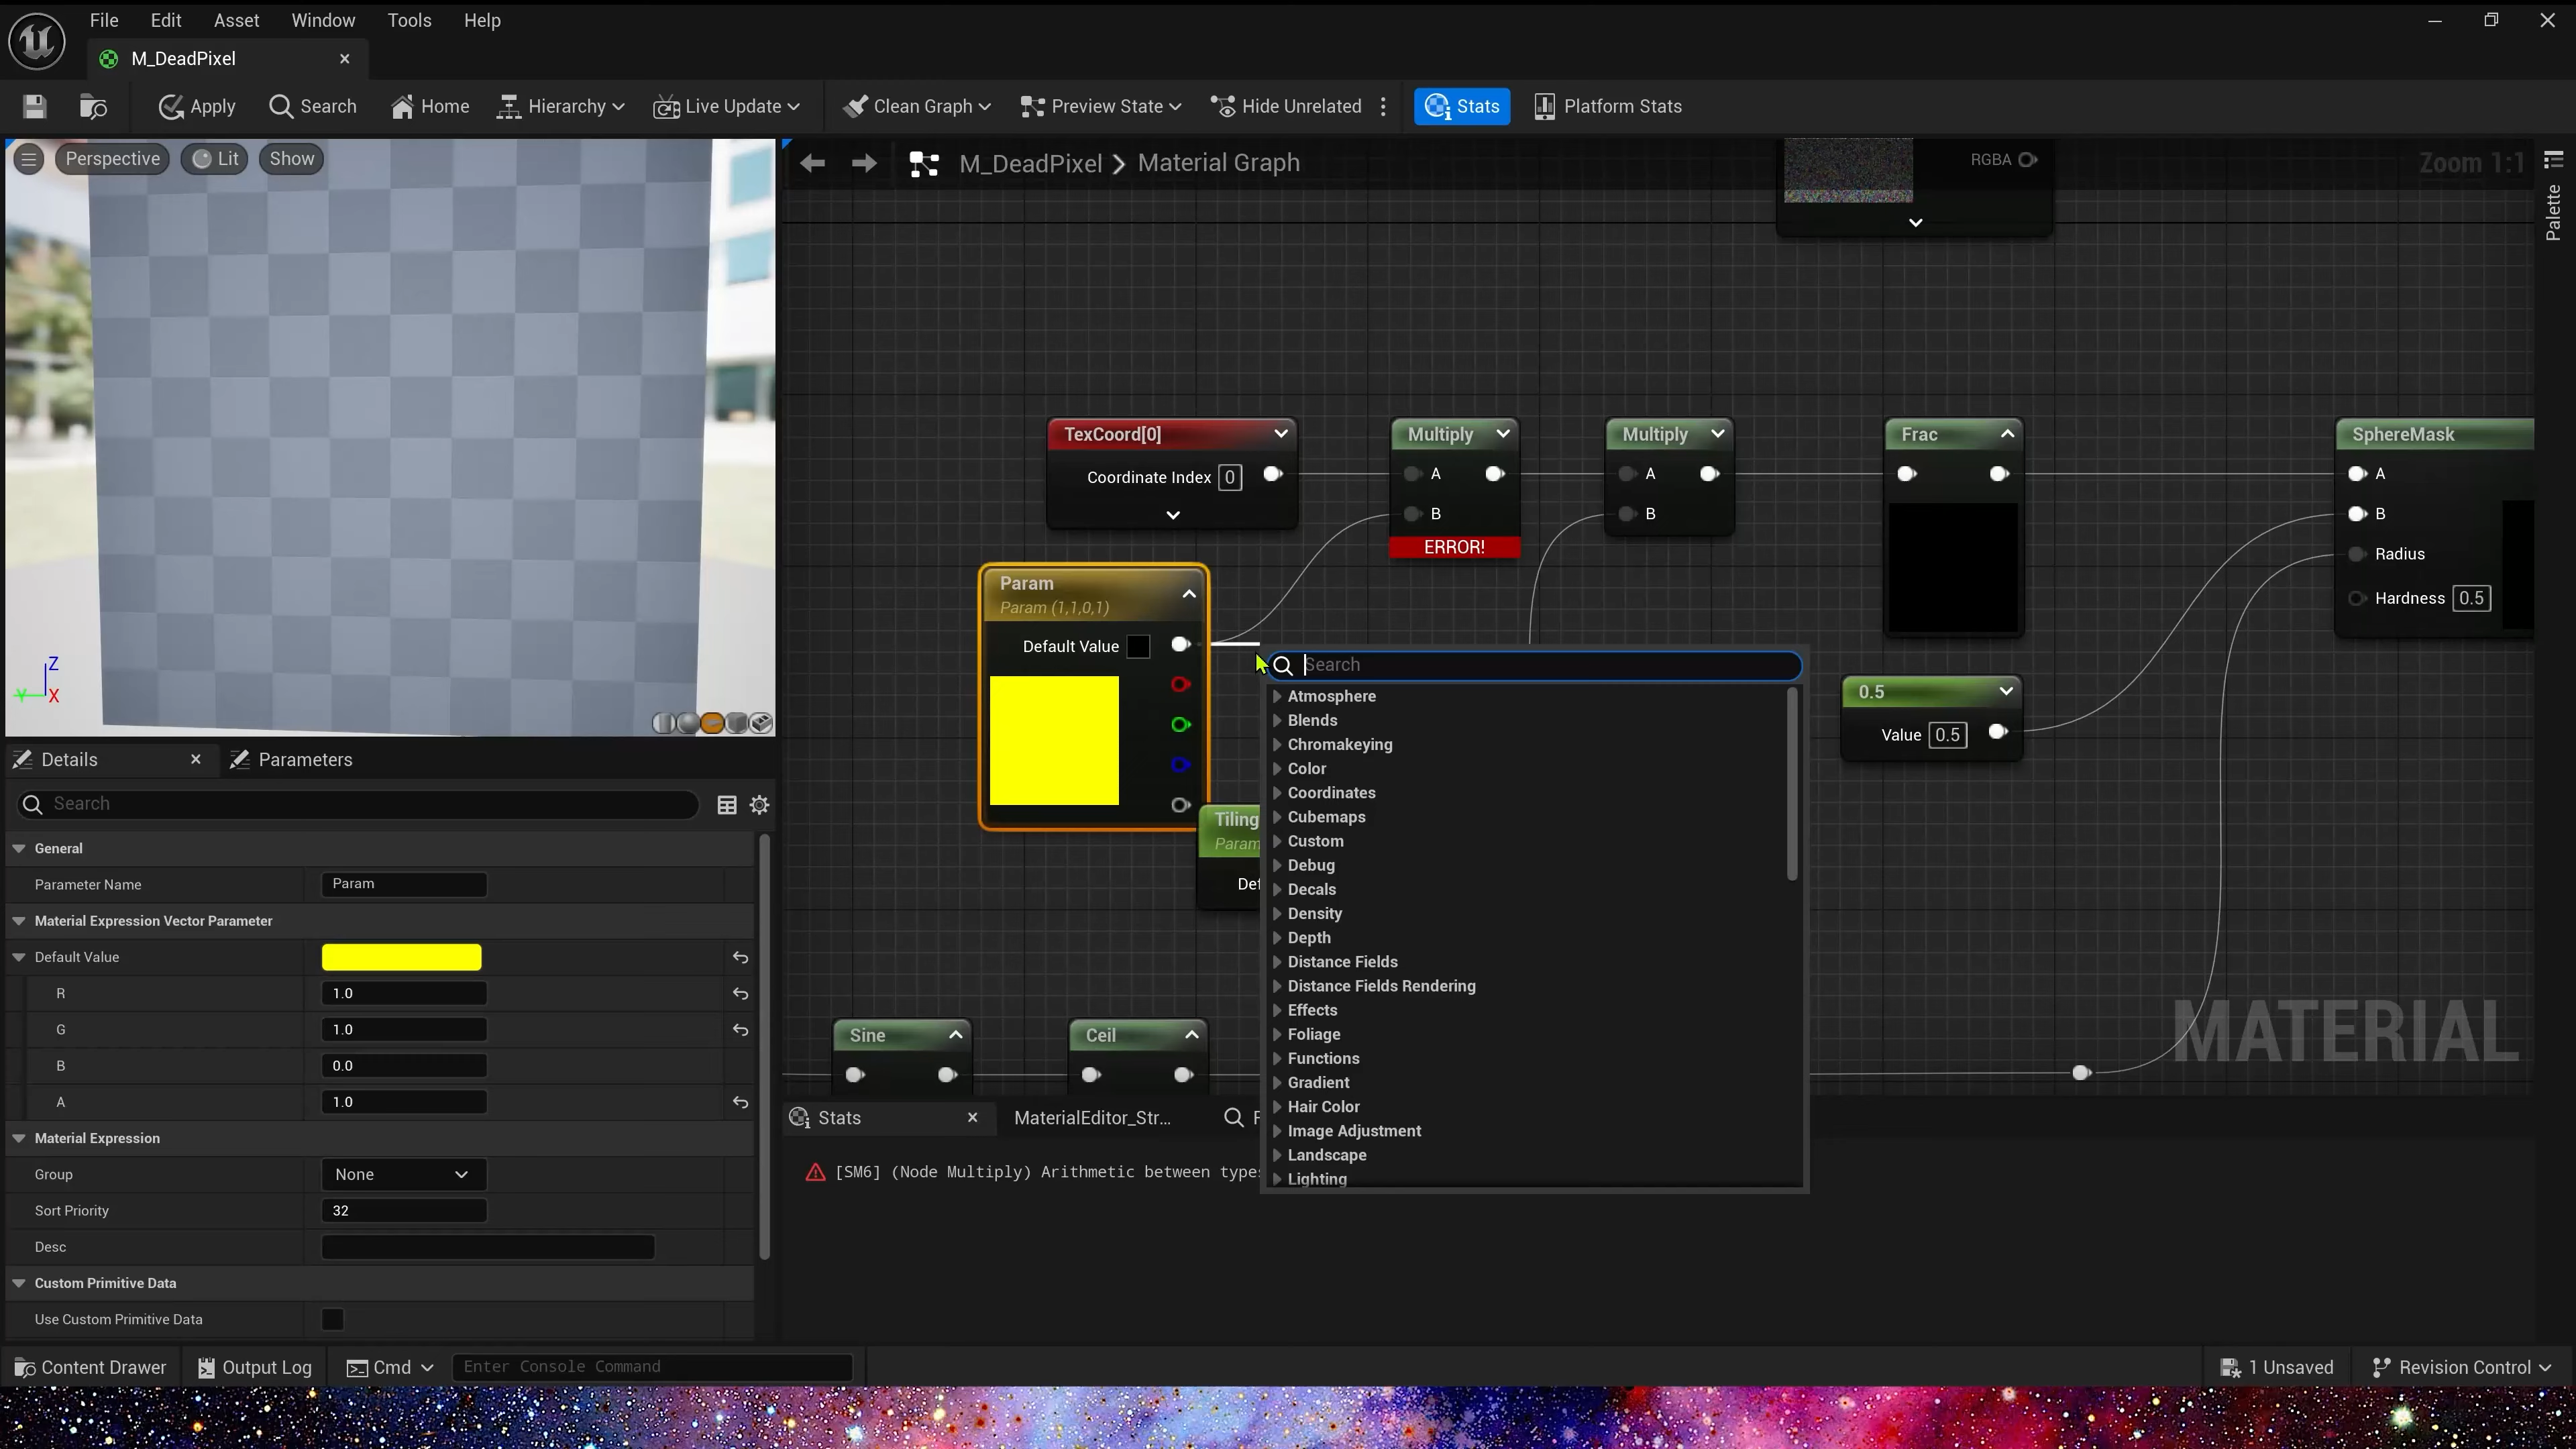 File Edit Asset Window Tools Help
M_DeadPixel
Apply Search Home Hierarchy Live Update Clean Graph Preview State Hide Unrelated Stats Platform Stats
Perspective Lit Show
M_DeadPixel > Material Graph
RGBA
Zoom 1:1
Palette
TexCoord[0]
Coordinate Index 0
Multiply
A
B
ERROR!
Multiply
A
B
Frac
SphereMask
A
B
Radius
Hardness 0.5
Param
Param (1,1,0,1)
Default Value
0.5
Value 0.5
Tiling
Param
Def
Z
Y
X
Search
Atmosphere
Blends
Chromakeying
Color
Coordinates
Cubemaps
Custom
Debug
Decals
Density
Depth
Distance Fields
Distance Fields Rendering
Effects
Foliage
Functions
Gradient
Hair Color
Image Adjustment
Landscape
Lighting
Sine
Ceil
MATERIAL
Details Parameters
Search
General
Parameter Name Param
Material Expression Vector Parameter
Default Value
R 1.0
G 1.0
B 0.0
A 1.0
Material Expression
Group None
Sort Priority 32
Desc
Custom Primitive Data
Use Custom Primitive Data
Stats MaterialEditor_Str... F
[SM6] (Node Multiply) Arithmetic between types
Content Drawer Output Log Cmd Enter Console Command 1 Unsaved Revision Control